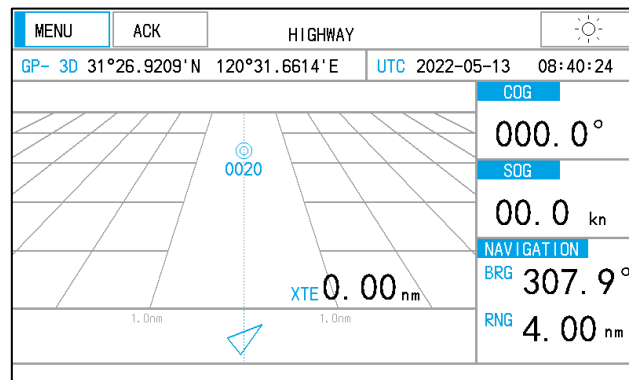 MENU ACK HIGHWAY
GP- 3D 31°26.9209'N 120°31.6614'E UTC 2022-05-13 08:40:24
COG
000.0°
0020
SOG
00.0 kn
NAVIGATION
BRG 307.9°
XTE 0.00 nm
1.0nm 1.0nm
RNG 4.00 nm